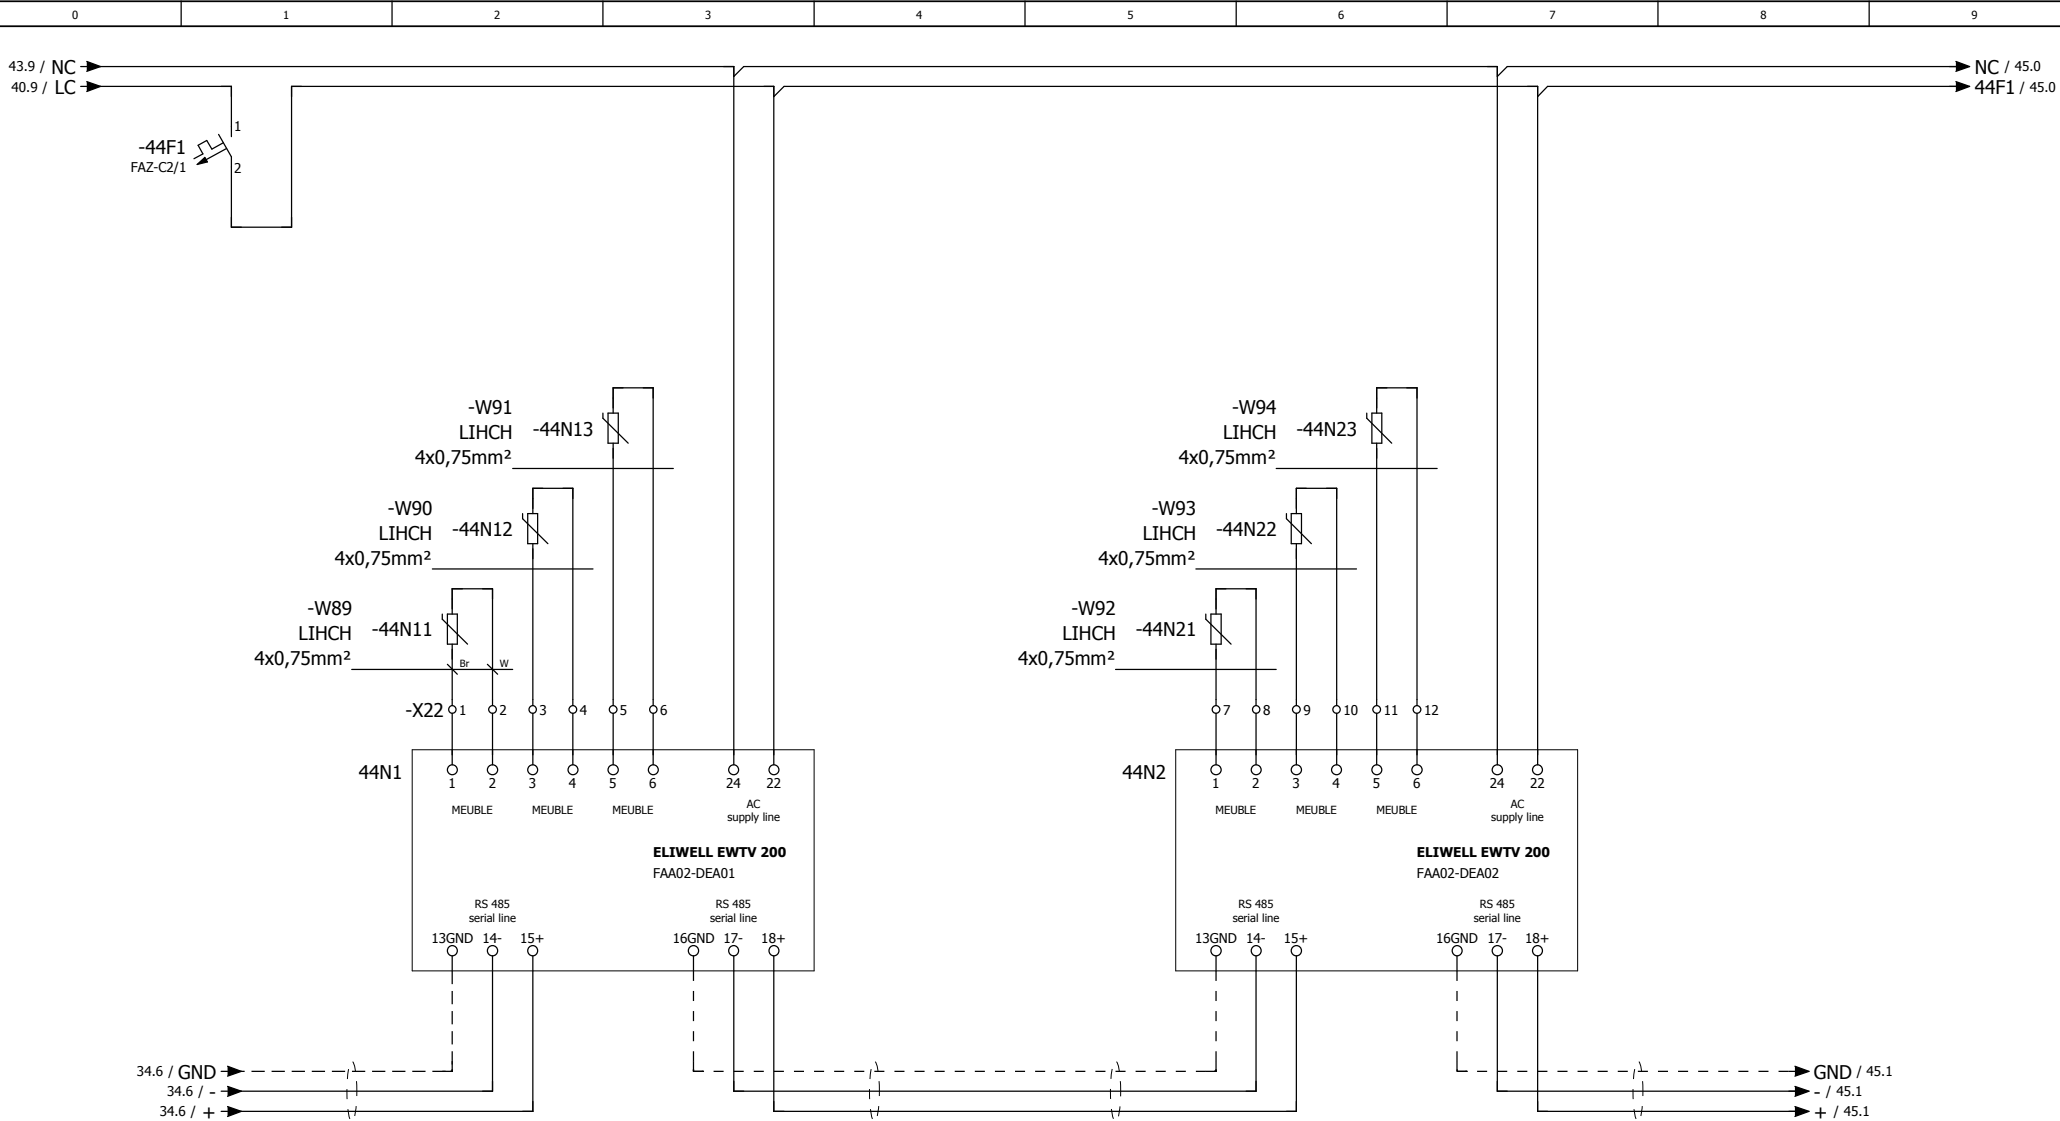 0 1 2 3 4 5 6 7 8 9
43.9 / NC
NC / 45.0
40.9 / LC
44F1 / 45.0
1
-44F1
FAZ-C2/1
2
-W91
LIHCH -44N13
4x0,75mm²
-W94
LIHCH -44N23
4x0,75mm²
-W90
LIHCH -44N12
4x0,75mm²
-W93
LIHCH -44N22
4x0,75mm²
-W89
LIHCH -44N11
4x0,75mm²
Br W
-W92
LIHCH -44N21
4x0,75mm²
-X22 1 2 3 4 5 6
7 8 9 10 11 12
44N1
1 2 3 4 5 6 24 22
MEUBLE MEUBLE MEUBLE
AC
supply line
ELIWELL EWTV 200
FAA02-DEA01
RS 485
serial line
RS 485
serial line
13GND 14- 15+ 16GND 17- 18+
44N2
1 2 3 4 5 6 24 22
MEUBLE MEUBLE MEUBLE
AC
supply line
ELIWELL EWTV 200
FAA02-DEA02
RS 485
serial line
RS 485
serial line
13GND 14- 15+ 16GND 17- 18+
34.6 / GND
34.6 / -
34.6 / +
GND / 45.1
- / 45.1
+ / 45.1